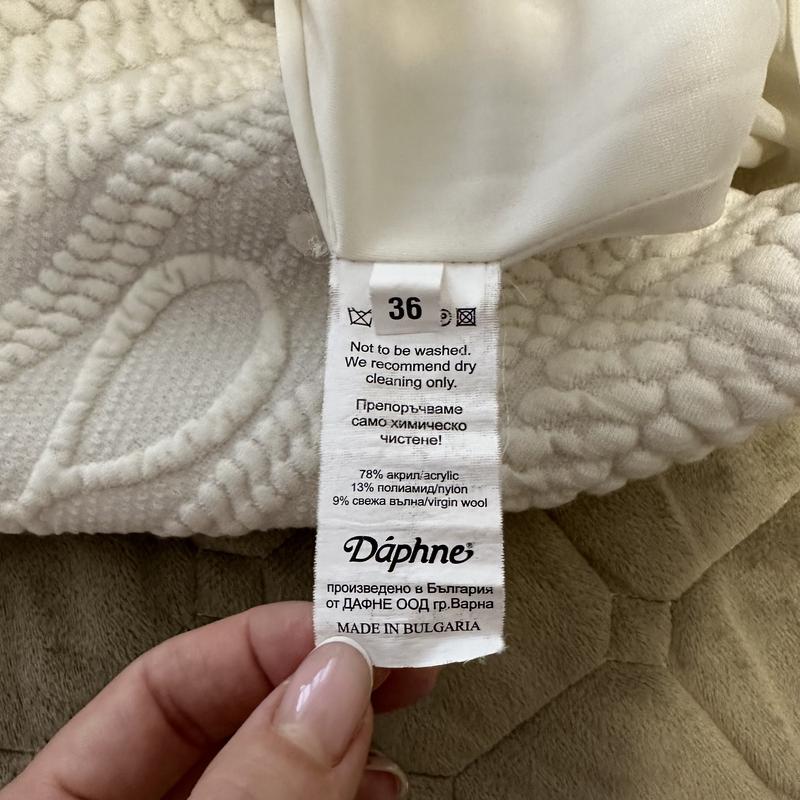 36
Not to be washed.
We recommend dry
cleaning only.
Препоръчваме
само химическо
чистене!
78% акрил/acrylic
13% полиамид/nylon
9% свежа вълна/virgin wool
Dáphne®
произведено в България
от ДАФНЕ ООД гр.Варна
MADE IN BULGARIA